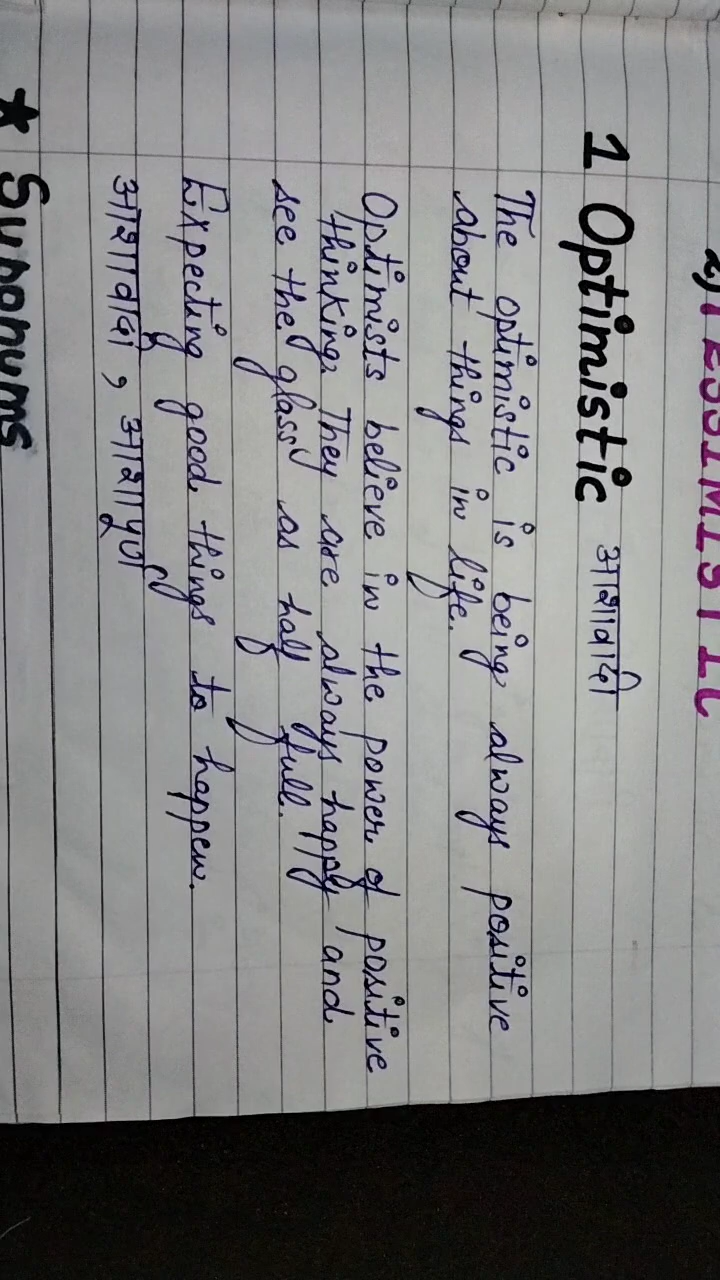 2) PESSIMISTIC
1 Optimistic आशावादी
The optimistic is being always positive
about things in life.
Optimists believe in the power of positive
thinking. They are always happy and
see the glass as half full.
Expecting good things to happen.
आशावादी, आशापूर्ण
★ Synonyms